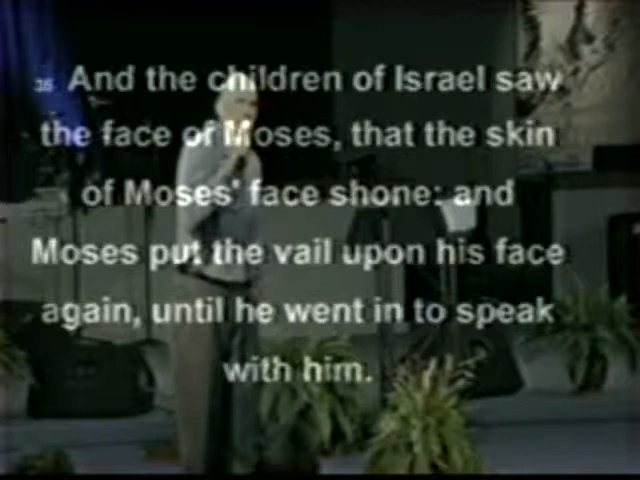 35 And the children of Israel saw
the face of Moses, that the skin
of Moses' face shone: and
Moses put the vail upon his face
again, until he went in to speak
with him.